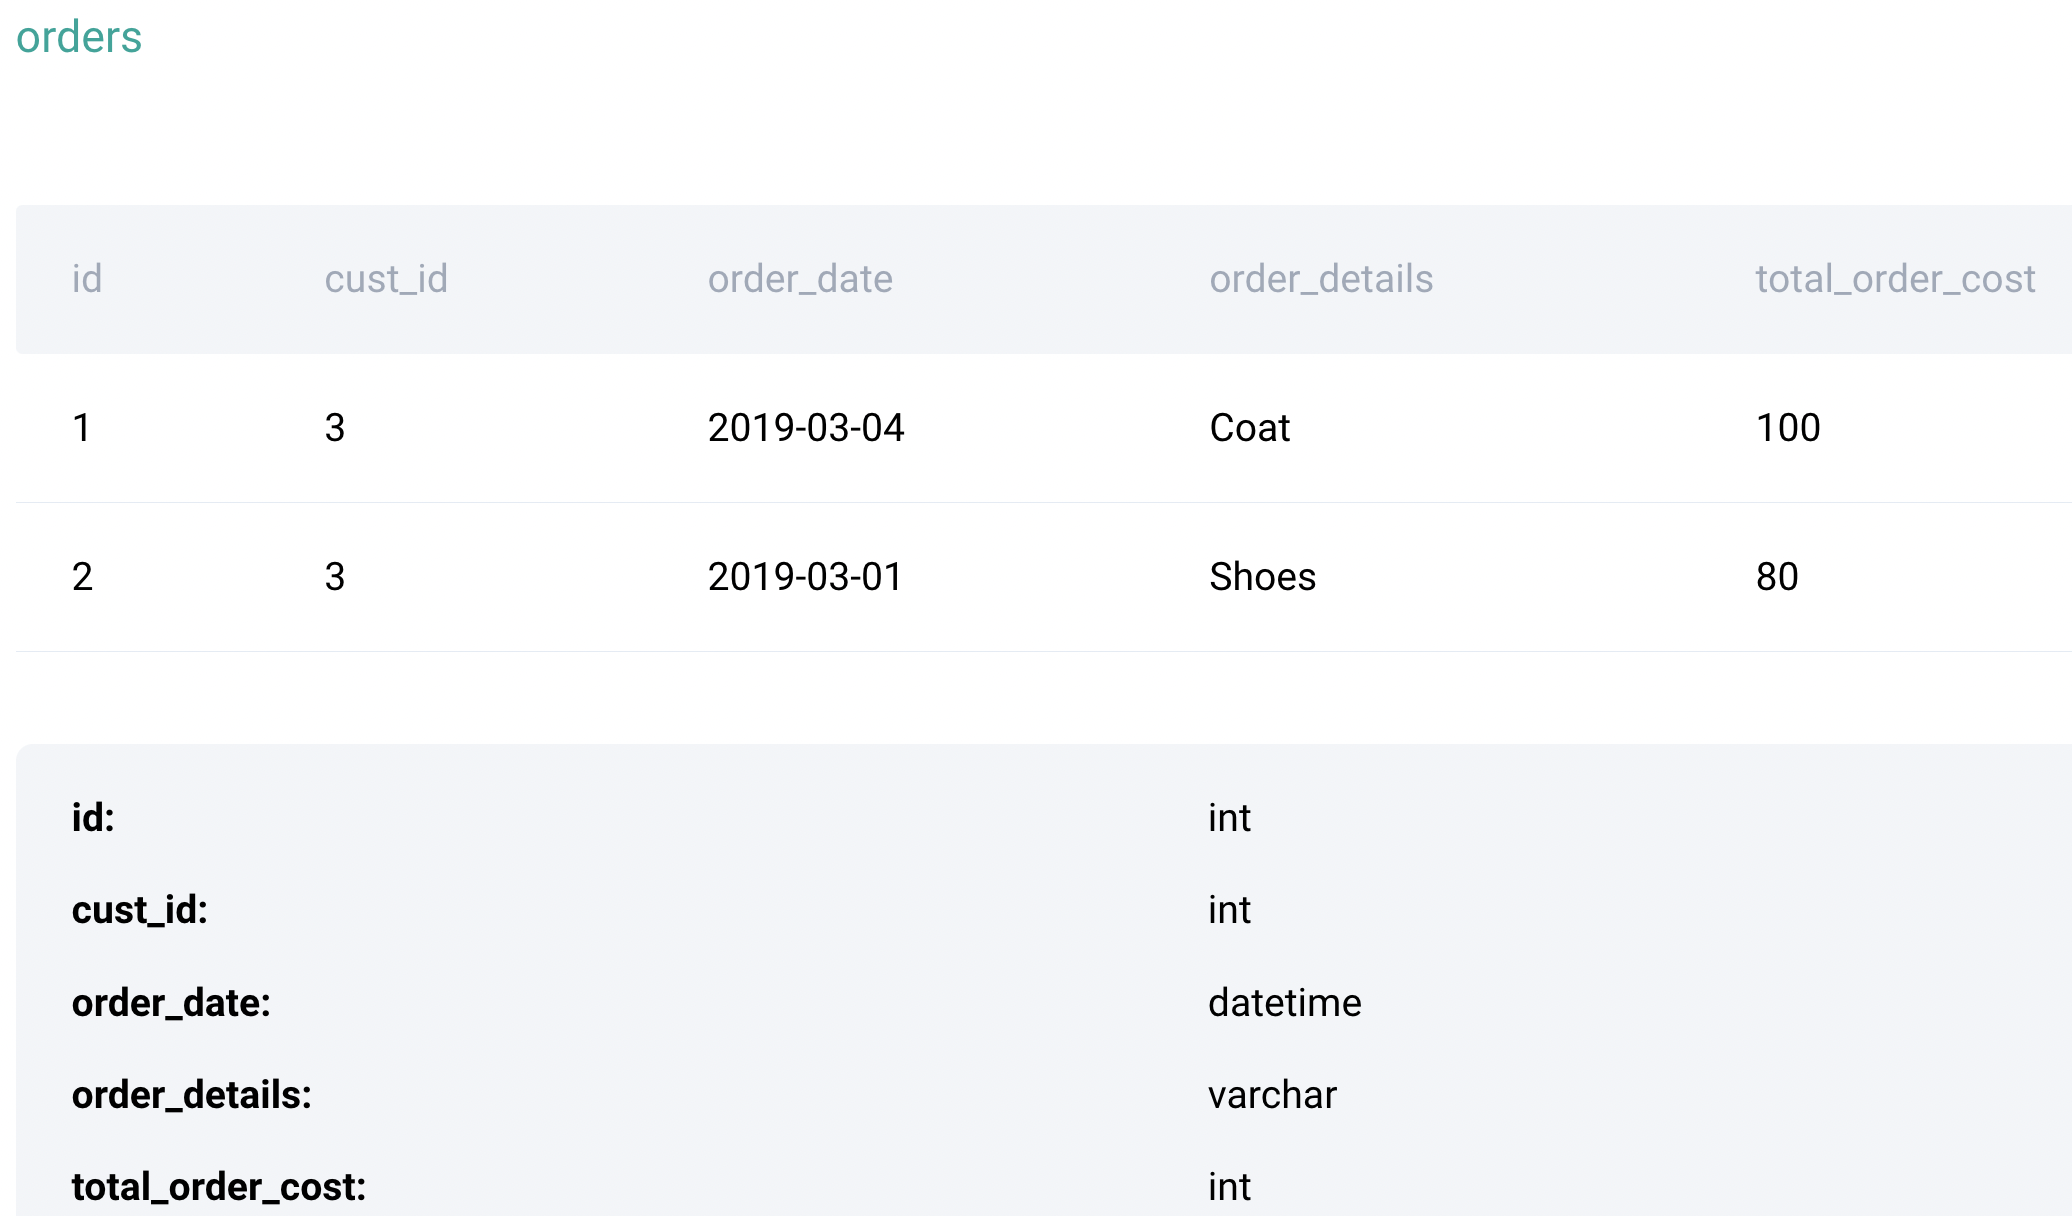 orders
id cust_id order_date order_details total_order_cost
1 3 2019-03-04 Coat 100
2 3 2019-03-01 Shoes 80
id: int
cust_id: int
order_date: datetime
order_details: varchar
total_order_cost: int